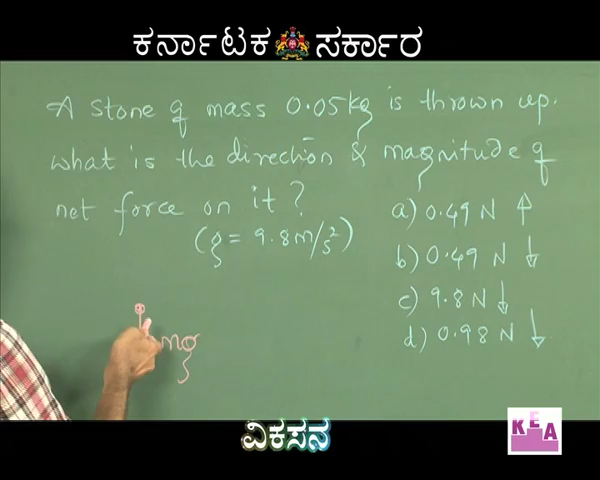 ಕರ್ನಾಟಕ ಸರ್ಕಾರ
A stone of mass 0.05kg is thrown up.
what is the direction & magnitude of
net force on it?
(g = 9.8m/s²)
a) 0.49 N ↑
b) 0.49 N ↓
c) 9.8 N ↓
d) 0.98 N ↓
mg
ವಿಕಸನ
KEA